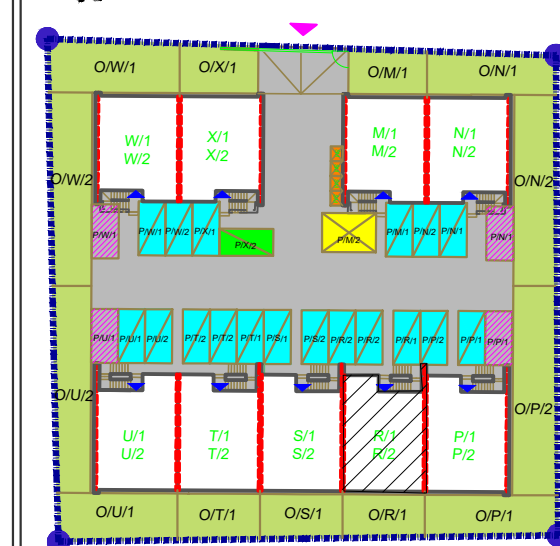 O/W/1
O/X/1
O/M/1
O/N/1
W/1
W/2
X/1
X/2
M/1
M/2
N/1
N/2
O/W/2
O/N/2
P/W/1
P/W/1
P/W/2
P/X/1
P/X/2
P/M/2
P/M/1
P/N/2
P/N/1
P/N/1
P/U/1
P/U/1
P/U/2
P/T/2
P/T/2
P/T/1
P/S/1
P/S/2
P/R/2
P/R/2
P/R/1
P/P/2
P/P/1
P/P/1
O/U/2
O/P/2
U/1
U/2
T/1
T/2
S/1
S/2
R/1
R/2
P/1
P/2
O/U/1
O/T/1
O/S/1
O/R/1
O/P/1